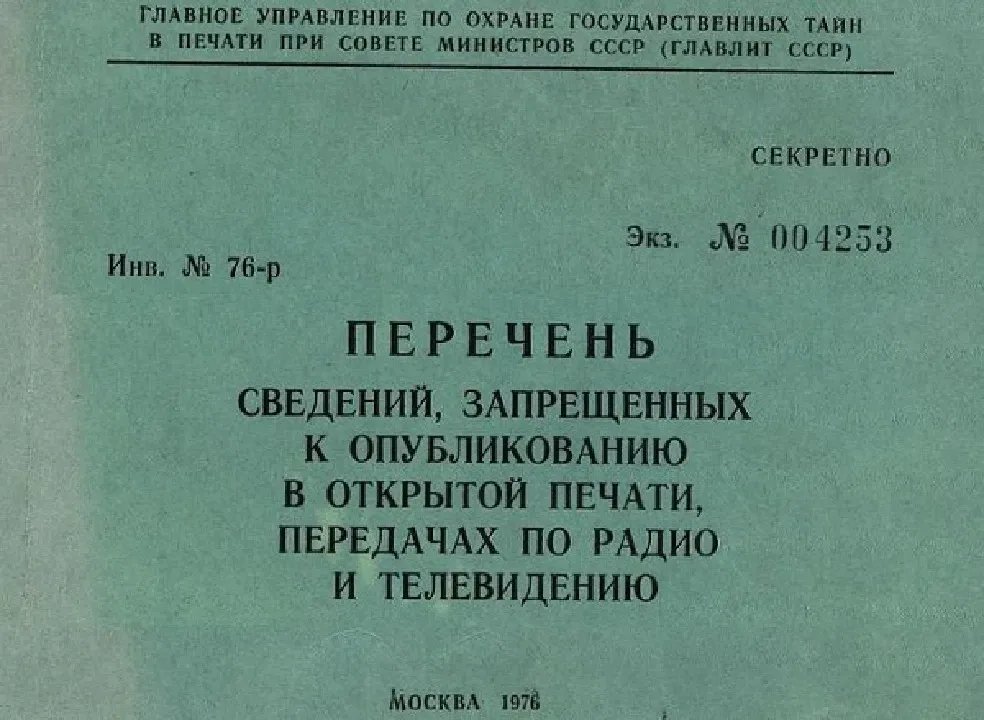 ГЛАВНОЕ УПРАВЛЕНИЕ ПО ОХРАНЕ ГОСУДАРСТВЕННЫХ ТАЙН
В ПЕЧАТИ ПРИ СОВЕТЕ МИНИСТРОВ СССР (ГЛАВЛИТ СССР)
СЕКРЕТНО
Экз. № 004253
Инв. № 76-р
ПЕРЕЧЕНЬ
СВЕДЕНИЙ, ЗАПРЕЩЕННЫХ
К ОПУБЛИКОВАНИЮ
В ОТКРЫТОЙ ПЕЧАТИ,
ПЕРЕДАЧАХ ПО РАДИО
И ТЕЛЕВИДЕНИЮ
МОСКВА 1976